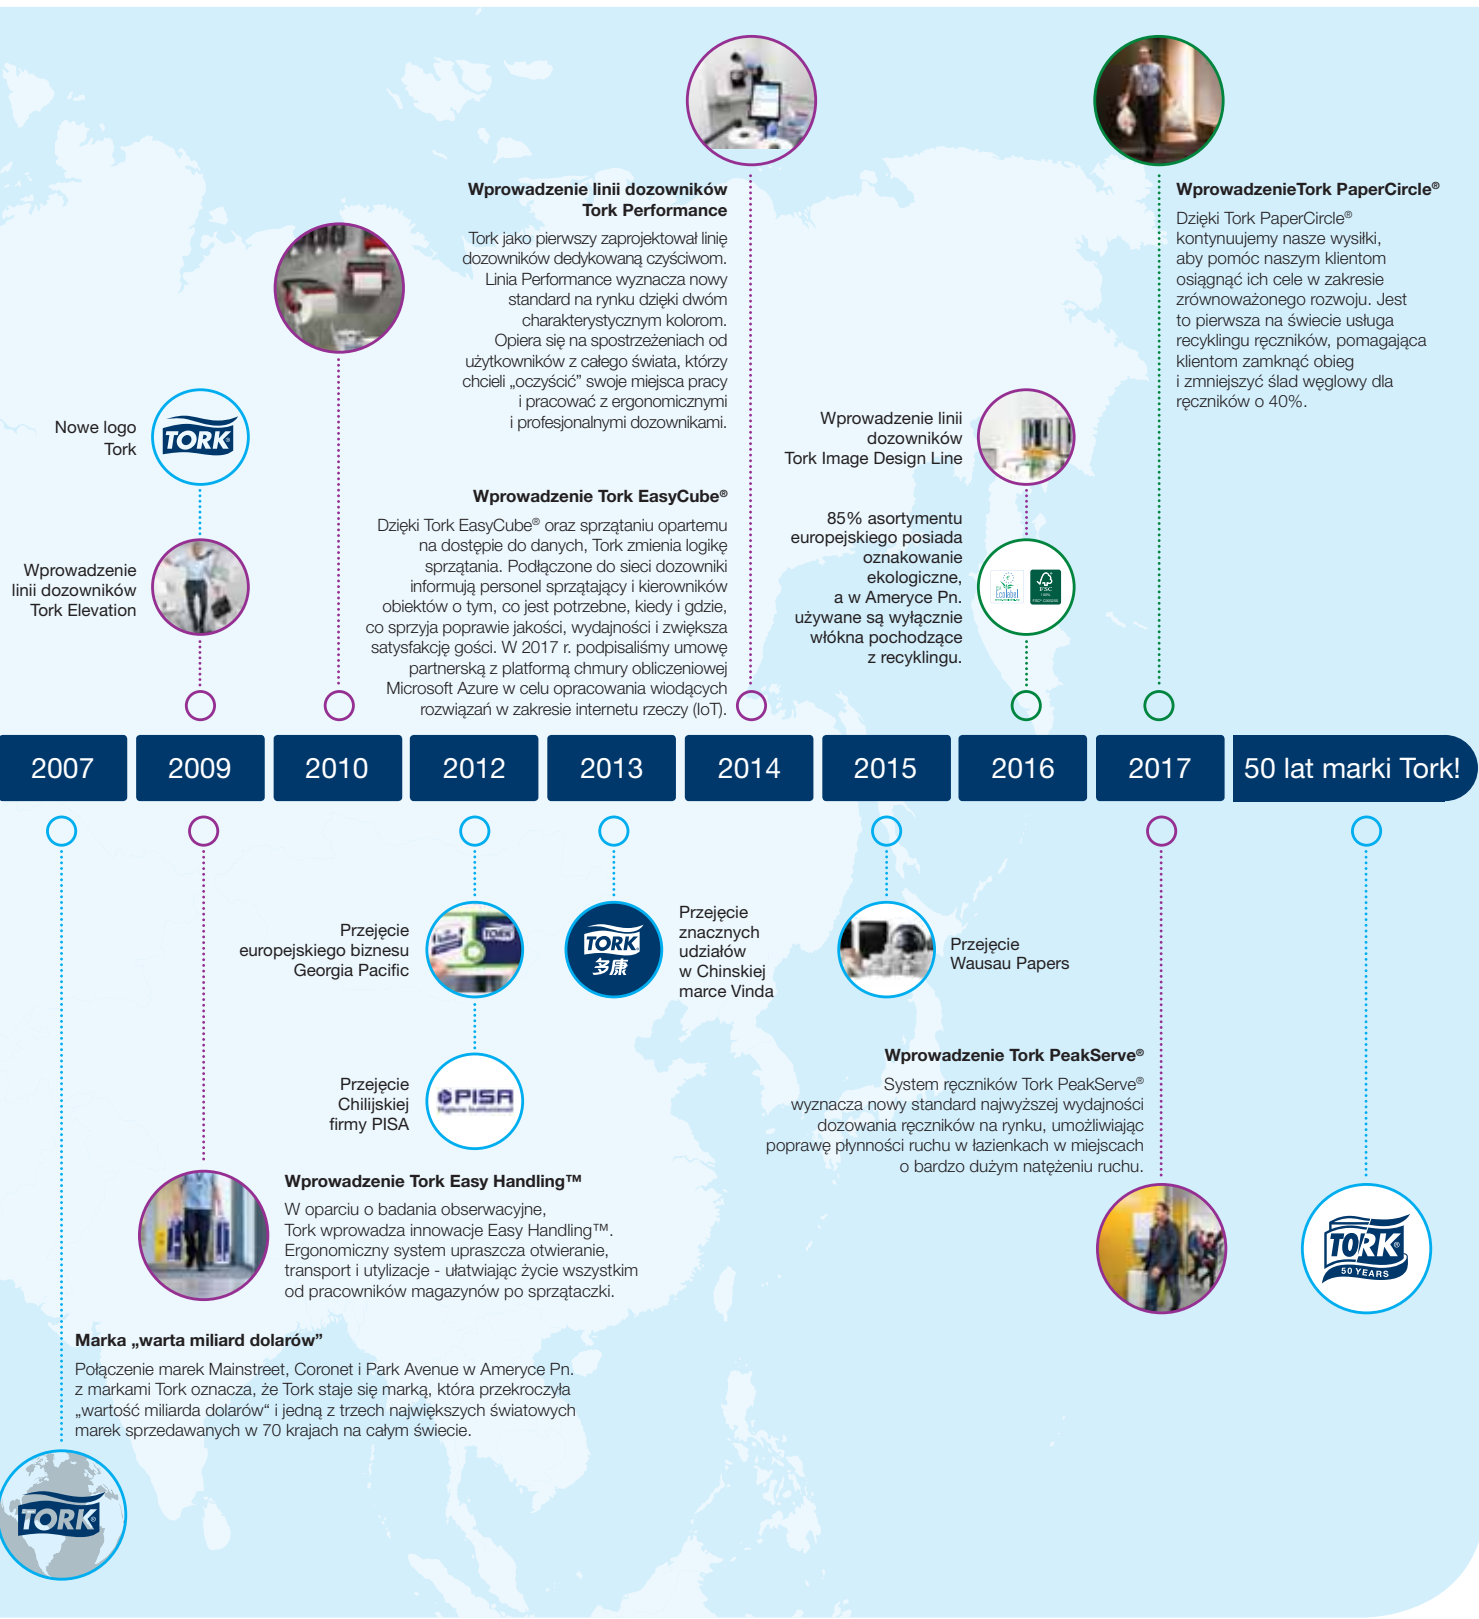 Wprowadzenie linii dozowników
Tork Performance
Tork jako pierwszy zaprojektował linię
dozowników dedykowaną czyściwom.
Linia Performance wyznacza nowy
standard na rynku dzięki dwóm
charakterystycznym kolorom.
Opiera się na spostrzeżeniach od
użytkowników z całego świata, którzy
chcieli „oczyścić” swoje miejsca pracy
i pracować z ergonomicznymi
i profesjonalnymi dozownikami.
WprowadzenieTork PaperCircle®
Dzięki Tork PaperCircle®
kontynuujemy nasze wysiłki,
aby pomóc naszym klientom
osiągnąć ich cele w zakresie
zrównoważonego rozwoju. Jest
to pierwsza na świecie usługa
recyklingu ręczników, pomagająca
klientom zamknąć obieg
i zmniejszyć ślad węglowy dla
ręczników o 40%.
Nowe logo
Tork
TORK®
Wprowadzenie linii
dozowników
Tork Image Design Line
Wprowadzenie
linii dozowników
Tork Elevation
Wprowadzenie Tork EasyCube®
Dzięki Tork EasyCube® oraz sprzątaniu opartemu
na dostępie do danych, Tork zmienia logikę
sprzątania. Podłączone do sieci dozowniki
informują personel sprzątający i kierowników
obiektów o tym, co jest potrzebne, kiedy i gdzie,
co sprzyja poprawie jakości, wydajności i zwiększa
satysfakcję gości. W 2017 r. podpisaliśmy umowę
partnerską z platformą chmury obliczeniowej
Microsoft Azure w celu opracowania wiodących
rozwiązań w zakresie internetu rzeczy (IoT).
85% asortymentu
europejskiego posiada
oznakowanie
ekologiczne,
a w Ameryce Pn.
używane są wyłącznie
włókna pochodzące
z recyklingu.
Ecolabel
FSC
2007
2009
2010
2012
2013
2014
2015
2016
2017
50 lat marki Tork!
Przejęcie
europejskiego biznesu
Georgia Pacific
TORK
TORK
多康
Przejęcie
znacznych
udziałów
w Chinskiej
marce Vinda
Przejęcie
Wausau Papers
Przejęcie
Chilijskiej
firmy PISA
PISA
Higiene Institucional
Wprowadzenie Tork PeakServe®
System ręczników Tork PeakServe®
wyznacza nowy standard najwyższej wydajności
dozowania ręczników na rynku, umożliwiając
poprawę płynności ruchu w łazienkach w miejscach
o bardzo dużym natężeniu ruchu.
Wprowadzenie Tork Easy Handling™
W oparciu o badania obserwacyjne,
Tork wprowadza innowacje Easy Handling™.
Ergonomiczny system upraszcza otwieranie,
transport i utylizacje - ułatwiając życie wszystkim
od pracowników magazynów po sprzątaczki.
TORK®
50 YEARS
Marka „warta miliard dolarów”
Połączenie marek Mainstreet, Coronet i Park Avenue w Ameryce Pn.
z markami Tork oznacza, że Tork staje się marką, która przekroczyła
„wartość miliarda dolarów“ i jedną z trzech największych światowych
marek sprzedawanych w 70 krajach na całym świecie.
TORK®